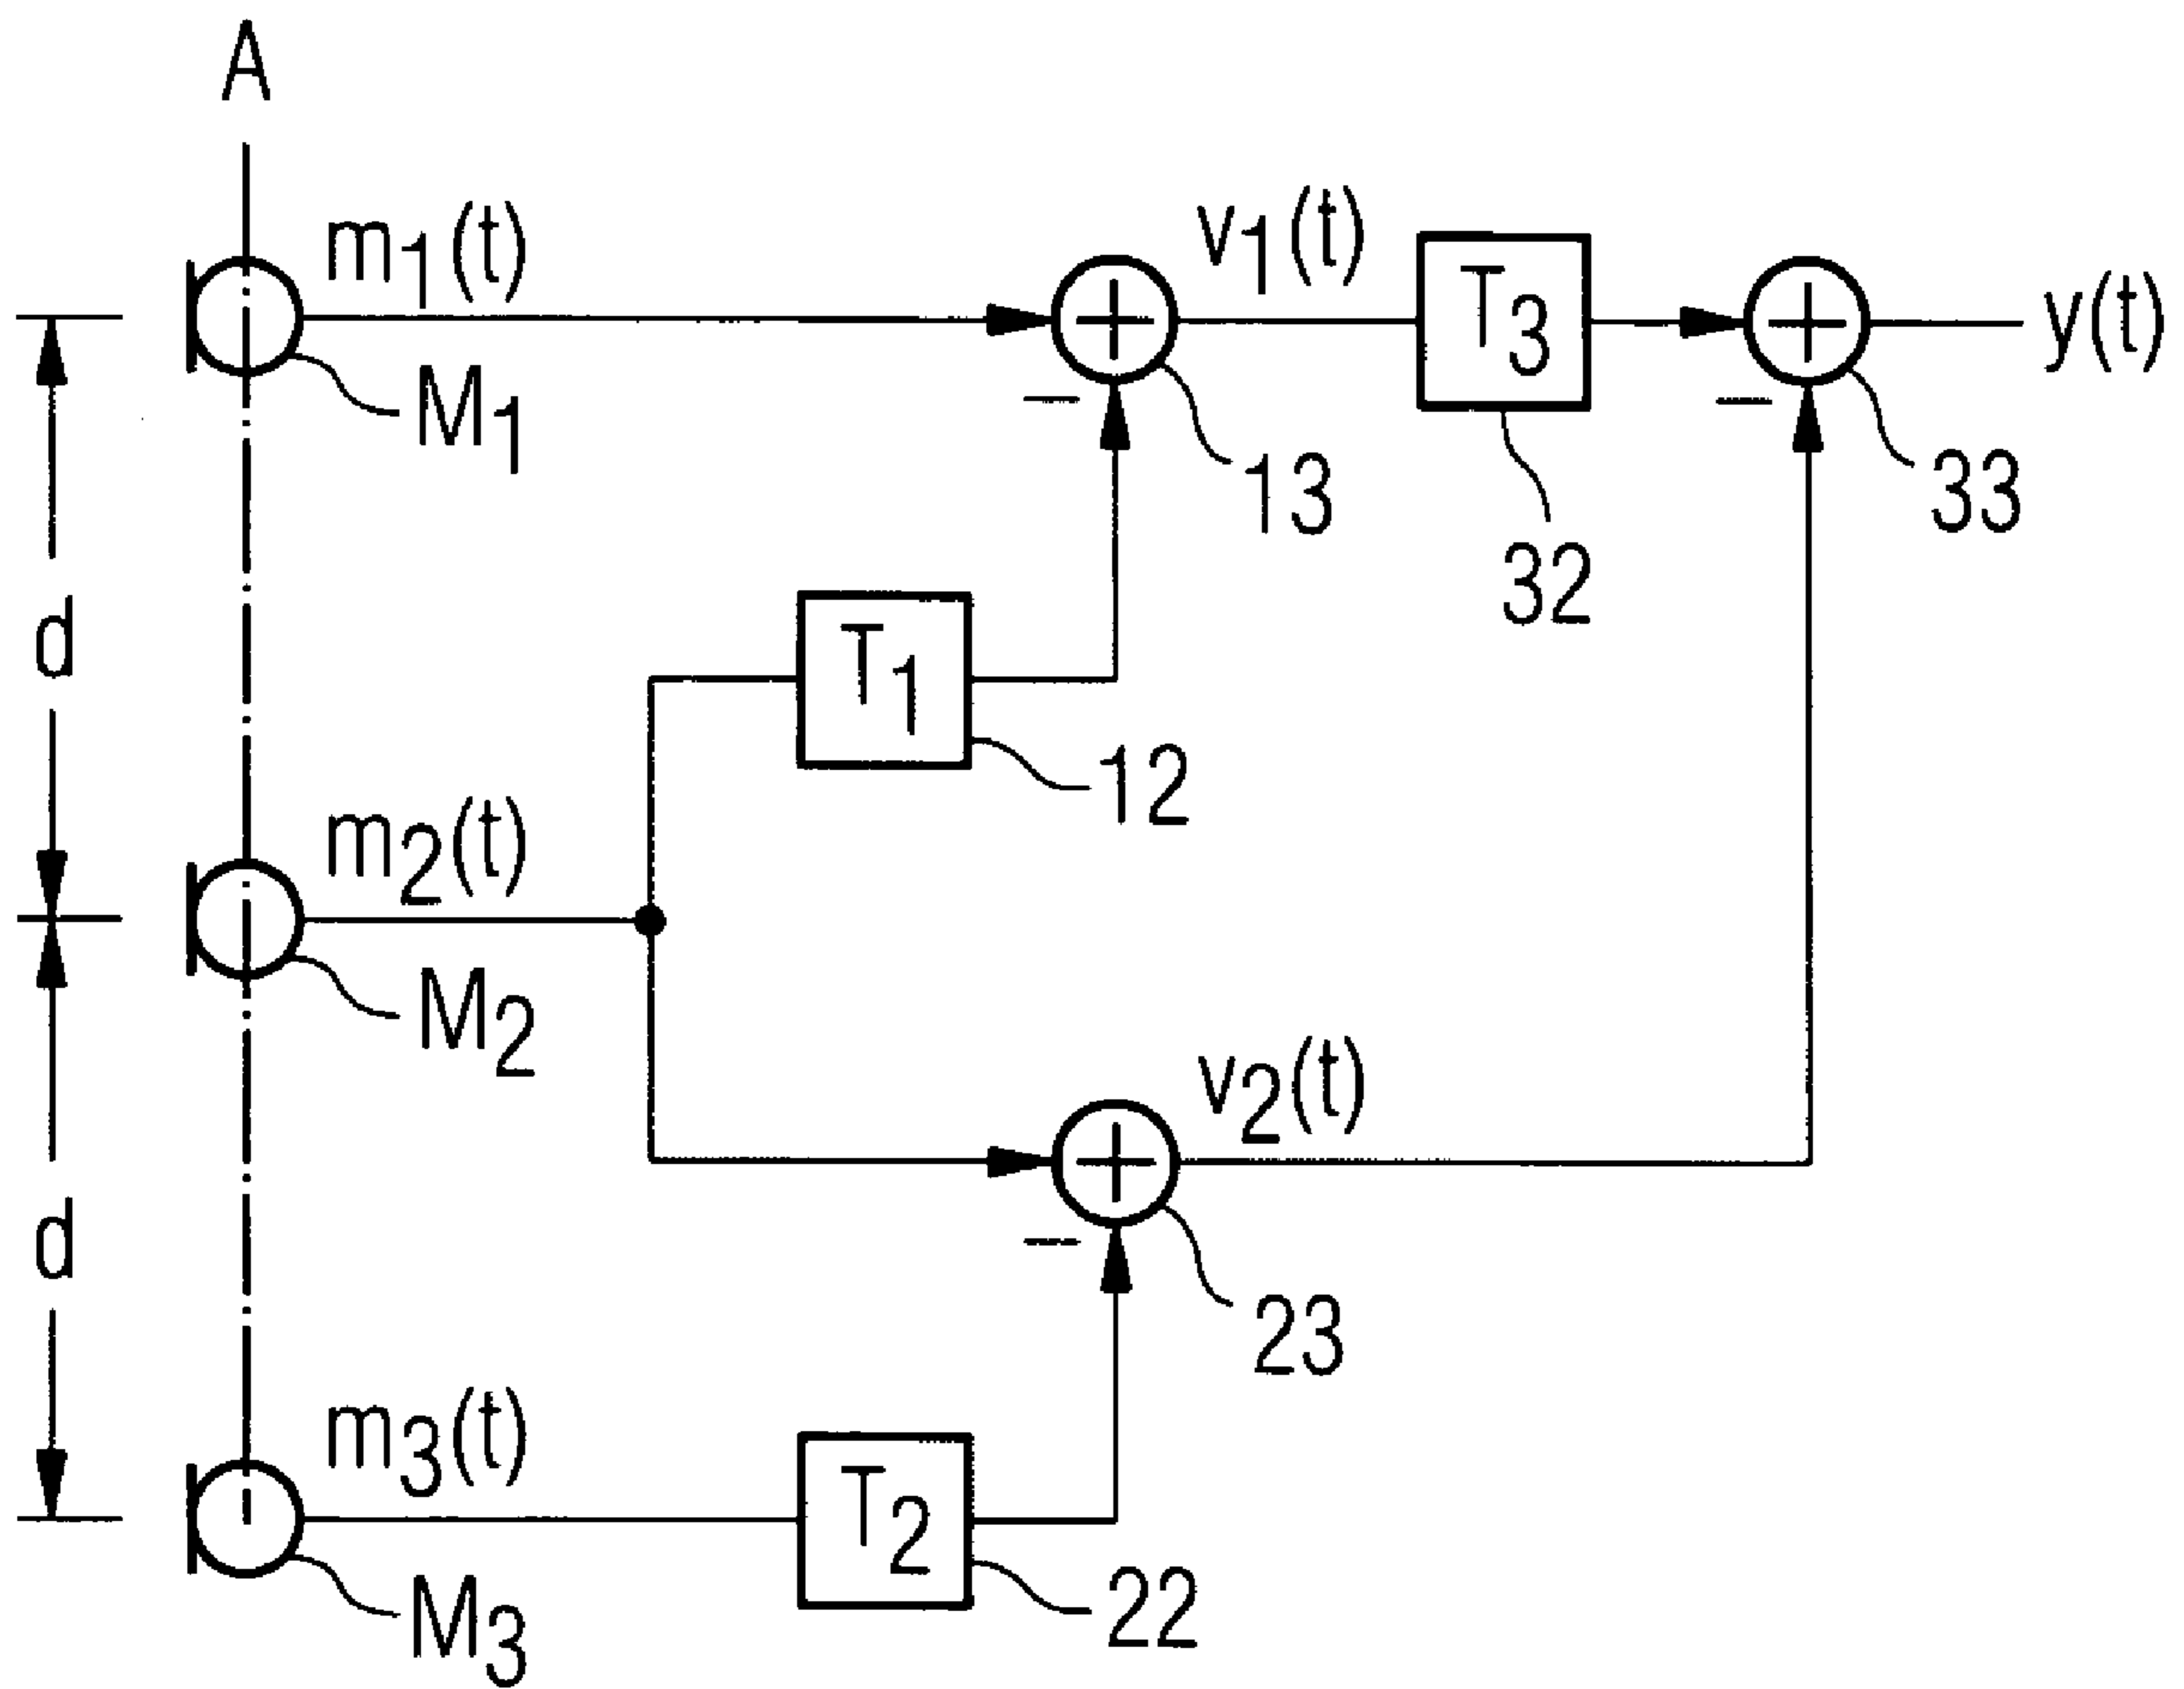 A
m1(t)
v1(t)
T3
y(t)
M1
13
33
32
d
T1
12
m2(t)
M2
v2(t)
23
d
m3(t)
T2
22
M3